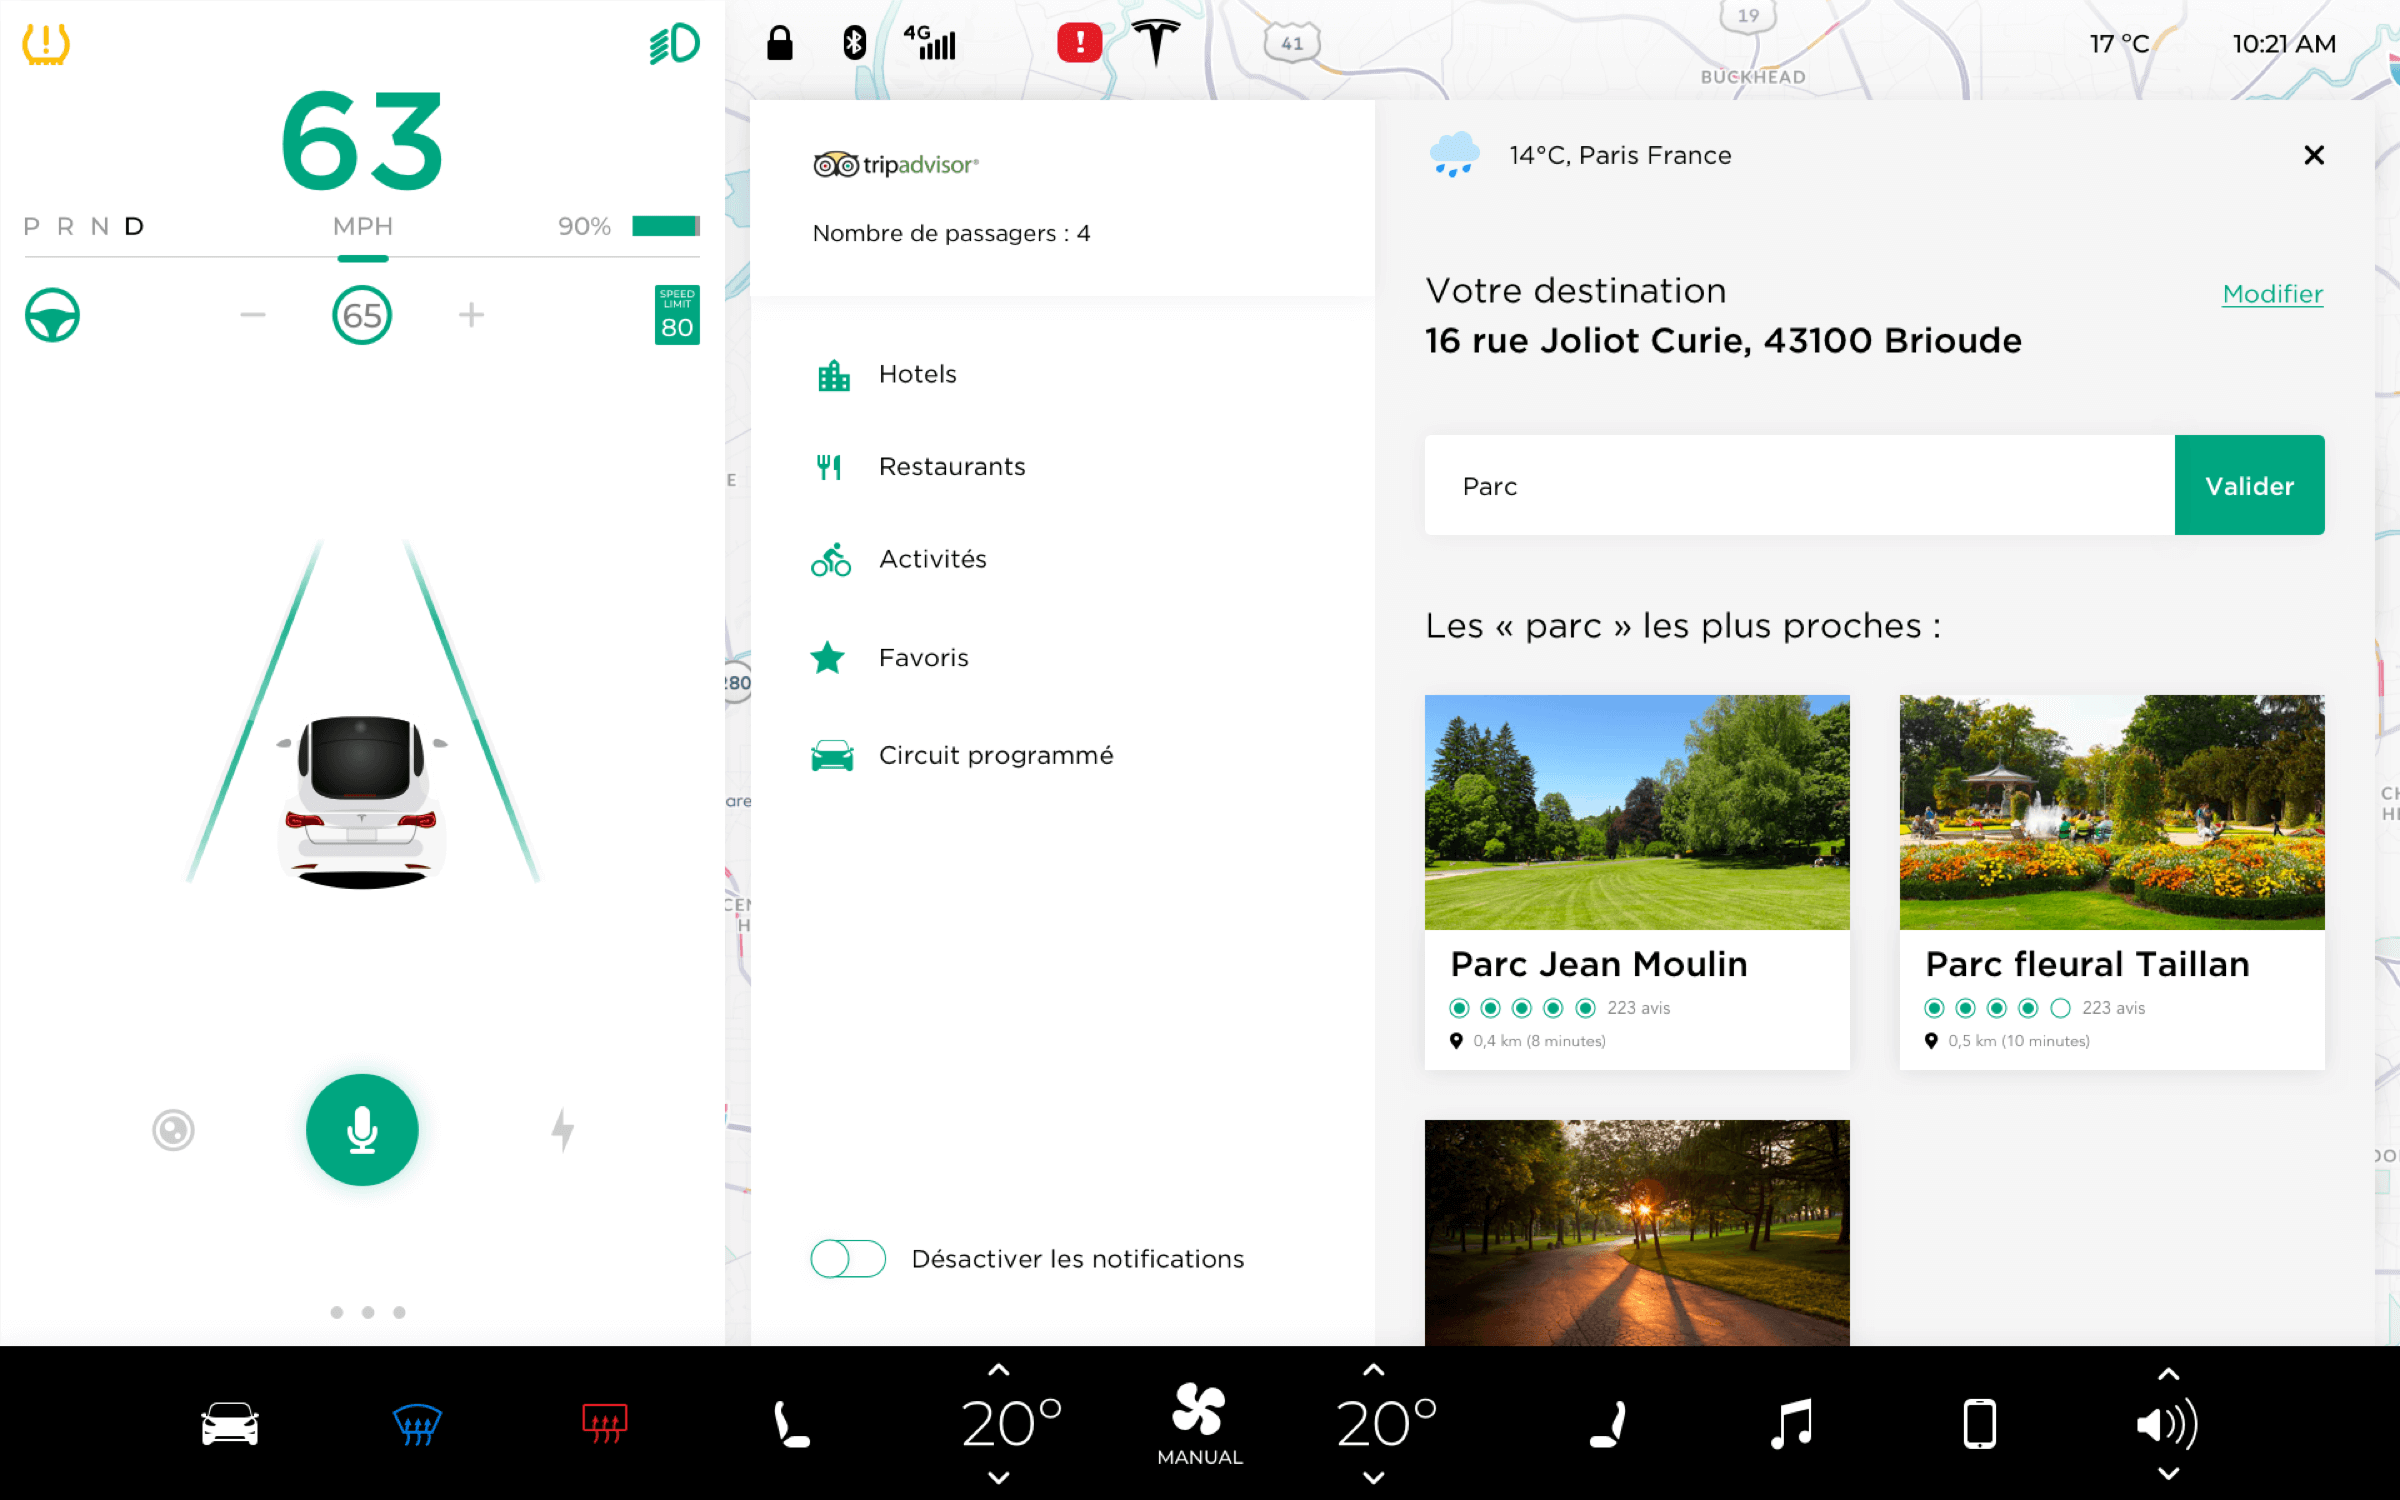 63
P R N D
MPH
90%
65
SPEED
LIMIT
80
4G
41
19
BUCKHEAD
17 °C
10:21 AM
tripadvisor®
Nombre de passagers : 4
Hotels
Restaurants
Activités
Favoris
Circuit programmé
Désactiver les notifications
14°C, Paris France
Votre destination
Modifier
16 rue Joliot Curie, 43100 Brioude
Parc
Valider
Les « parc » les plus proches :
Parc Jean Moulin
223 avis
0,4 km (8 minutes)
Parc fleural Taillan
223 avis
0,5 km (10 minutes)
20°
MANUAL
20°